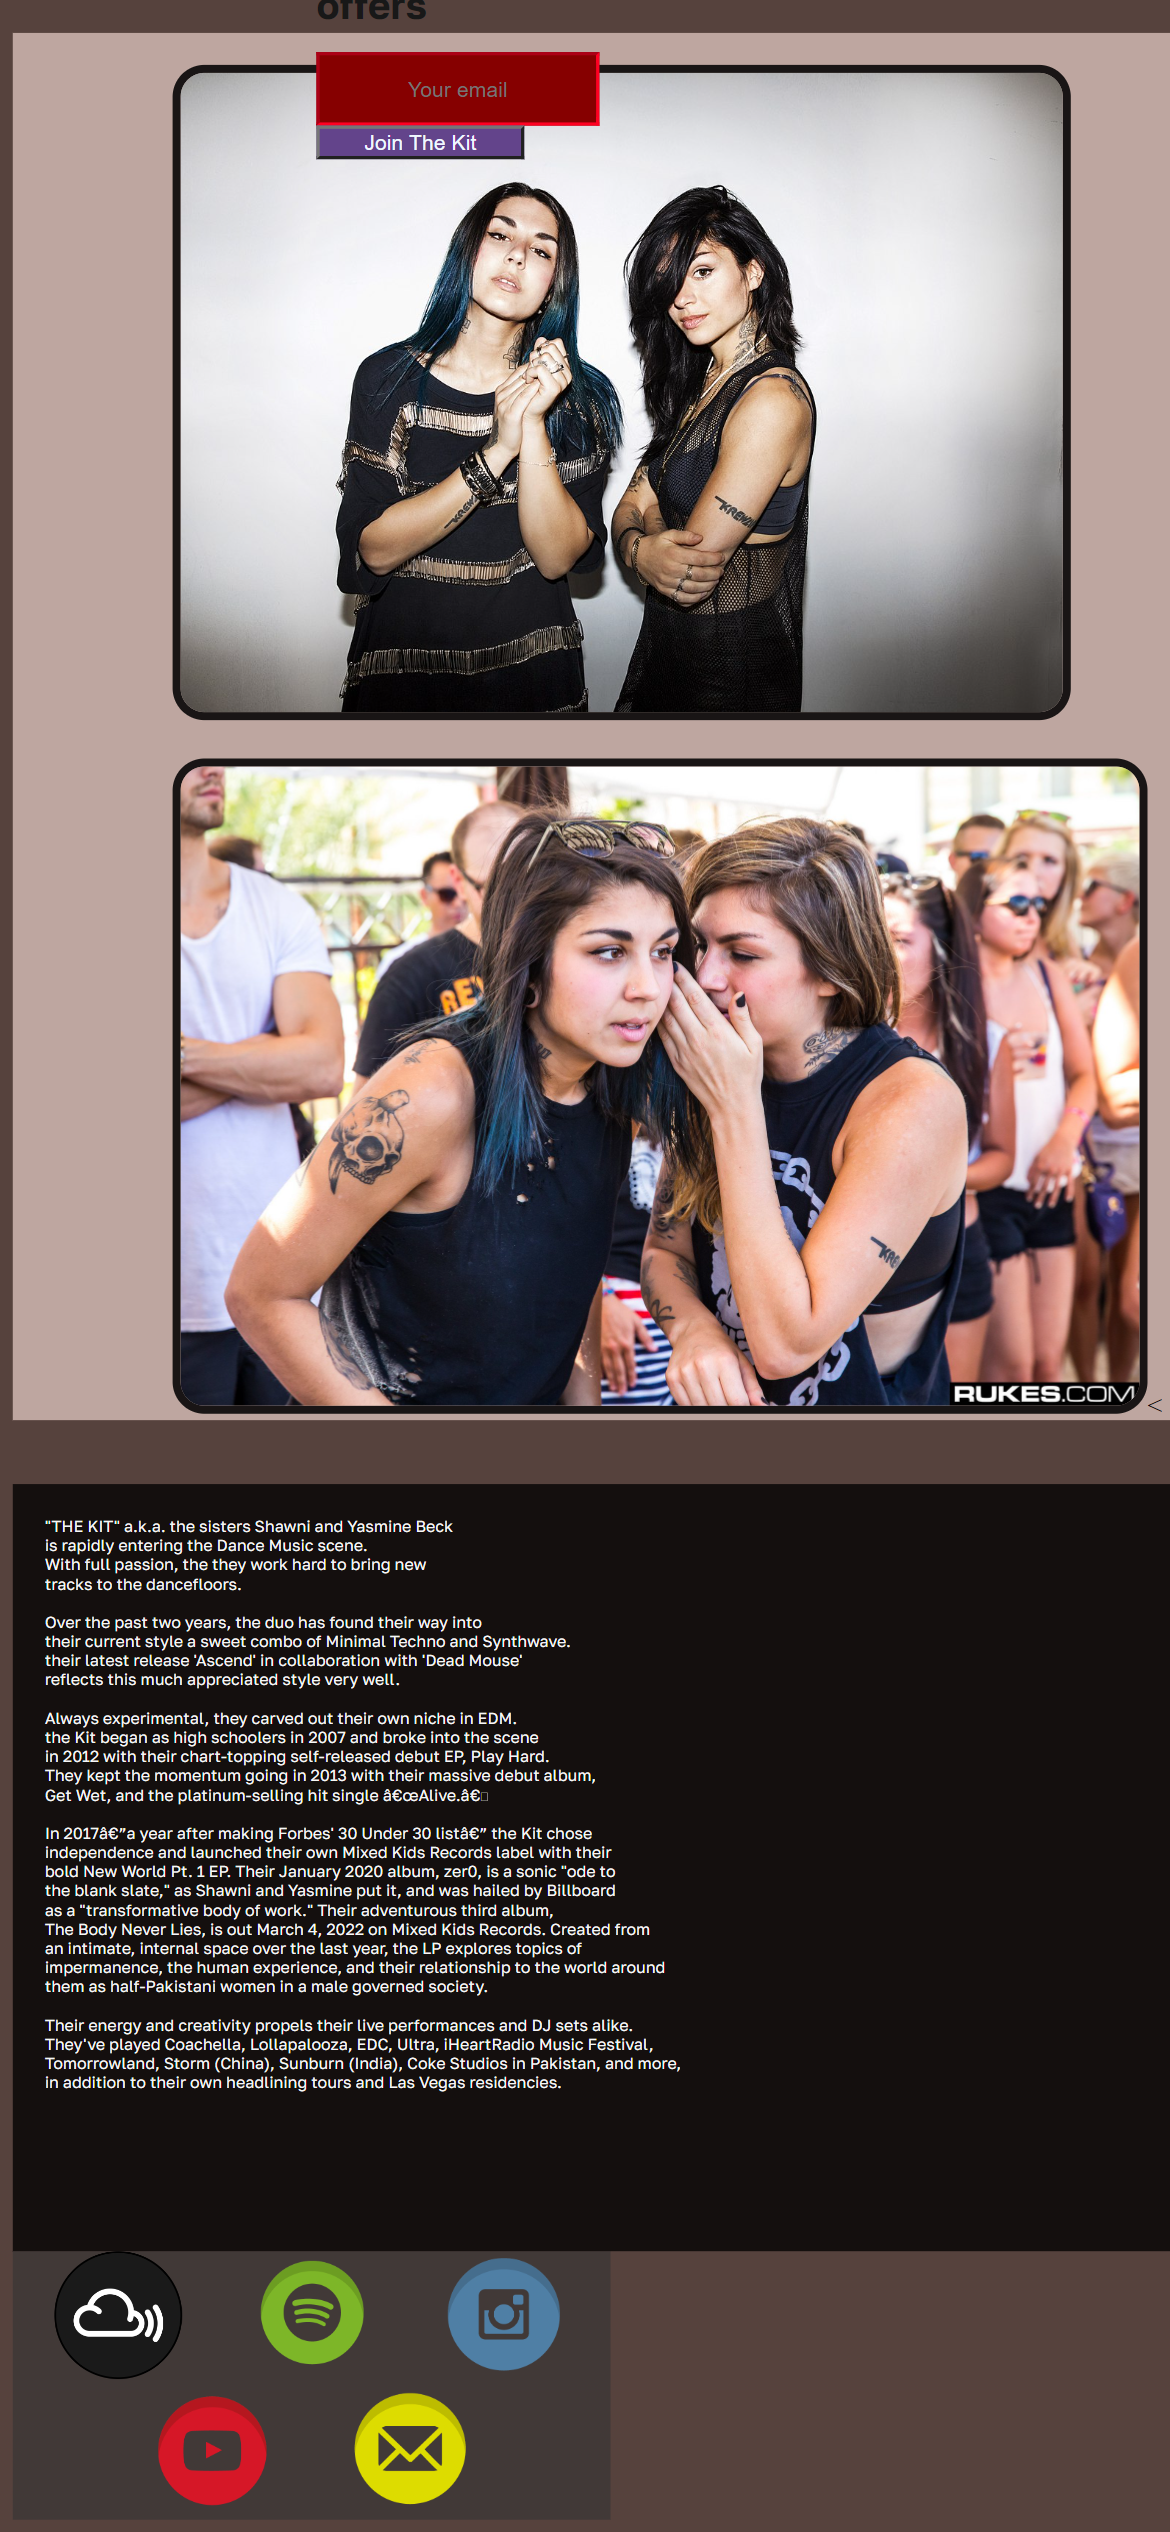 offers
Your email
Join The Kit
KREW
KREW
REV
KRE
RUKES.COM
<
"THE KIT" a.k.a. the sisters Shawni and Yasmine Beck
is rapidly entering the Dance Music scene.
With full passion, the they work hard to bring new
tracks to the dancefloors.
Over the past two years, the duo has found their way into
their current style a sweet combo of Minimal Techno and Synthwave.
their latest release 'Ascend' in collaboration with 'Dead Mouse'
reflects this much appreciated style very well.
Always experimental, they carved out their own niche in EDM.
the Kit began as high schoolers in 2007 and broke into the scene
in 2012 with their chart-topping self-released debut EP, Play Hard.
They kept the momentum going in 2013 with their massive debut album,
Get Wet, and the platinum-selling hit single â€œAlive.â€□
In 2017â€”a year after making Forbes' 30 Under 30 listâ€” the Kit chose
independence and launched their own Mixed Kids Records label with their
bold New World Pt. 1 EP. Their January 2020 album, zer0, is a sonic "ode to
the blank slate," as Shawni and Yasmine put it, and was hailed by Billboard
as a "transformative body of work." Their adventurous third album,
The Body Never Lies, is out March 4, 2022 on Mixed Kids Records. Created from
an intimate, internal space over the last year, the LP explores topics of
impermanence, the human experience, and their relationship to the world around
them as half-Pakistani women in a male governed society.
Their energy and creativity propels their live performances and DJ sets alike.
They've played Coachella, Lollapalooza, EDC, Ultra, iHeartRadio Music Festival,
Tomorrowland, Storm (China), Sunburn (India), Coke Studios in Pakistan, and more,
in addition to their own headlining tours and Las Vegas residencies.